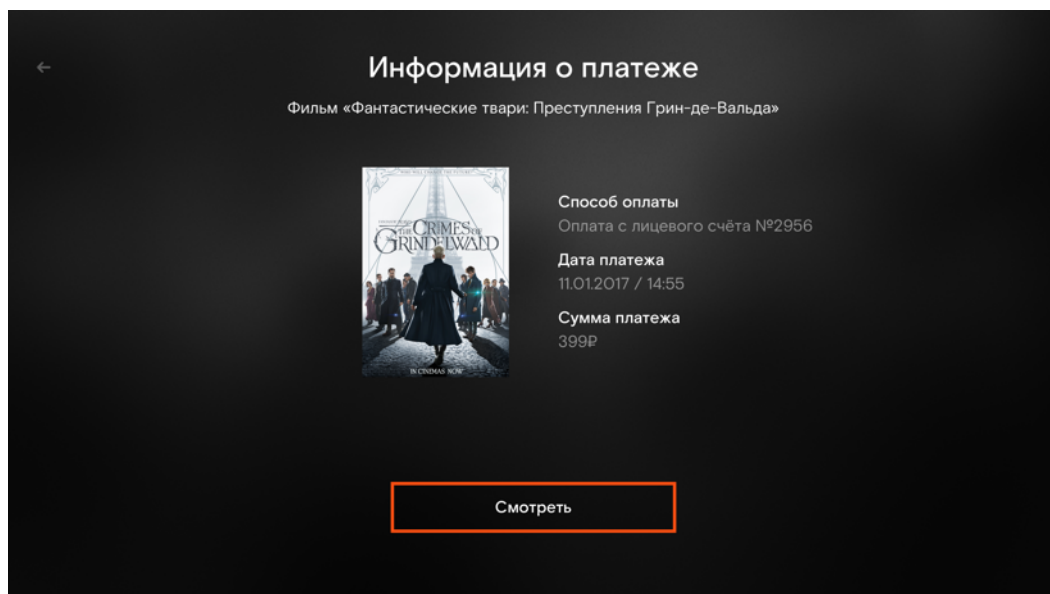 Информация о платеже
Фильм «Фантастические твари: Преступления Грин-де-Вальда»
THE CRIMES OF
GRINDELWALD
IN CINEMAS NOW
Способ оплаты
Оплата с лицевого счёта №2956
Дата платежа
11.01.2017 / 14:55
Сумма платежа
399₽
Смотреть